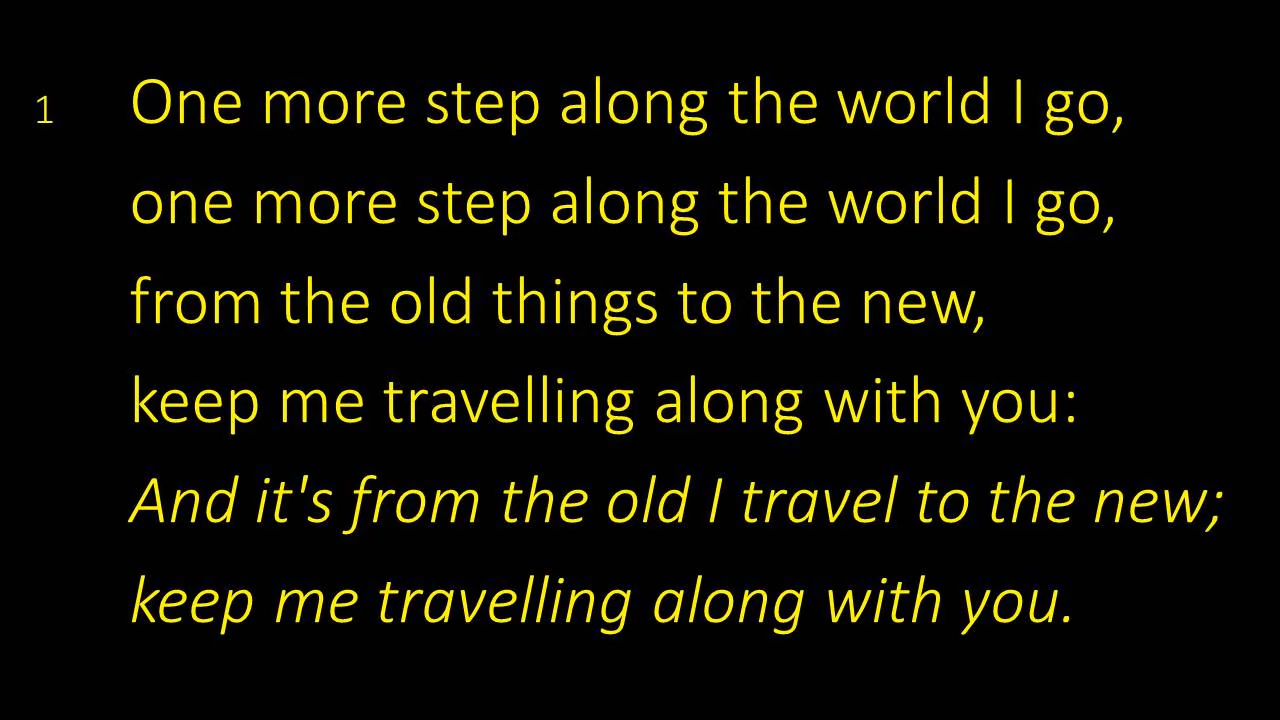 1 One more step along the world I go,
one more step along the world I go,
from the old things to the new,
keep me travelling along with you:
And it's from the old I travel to the new;
keep me travelling along with you.